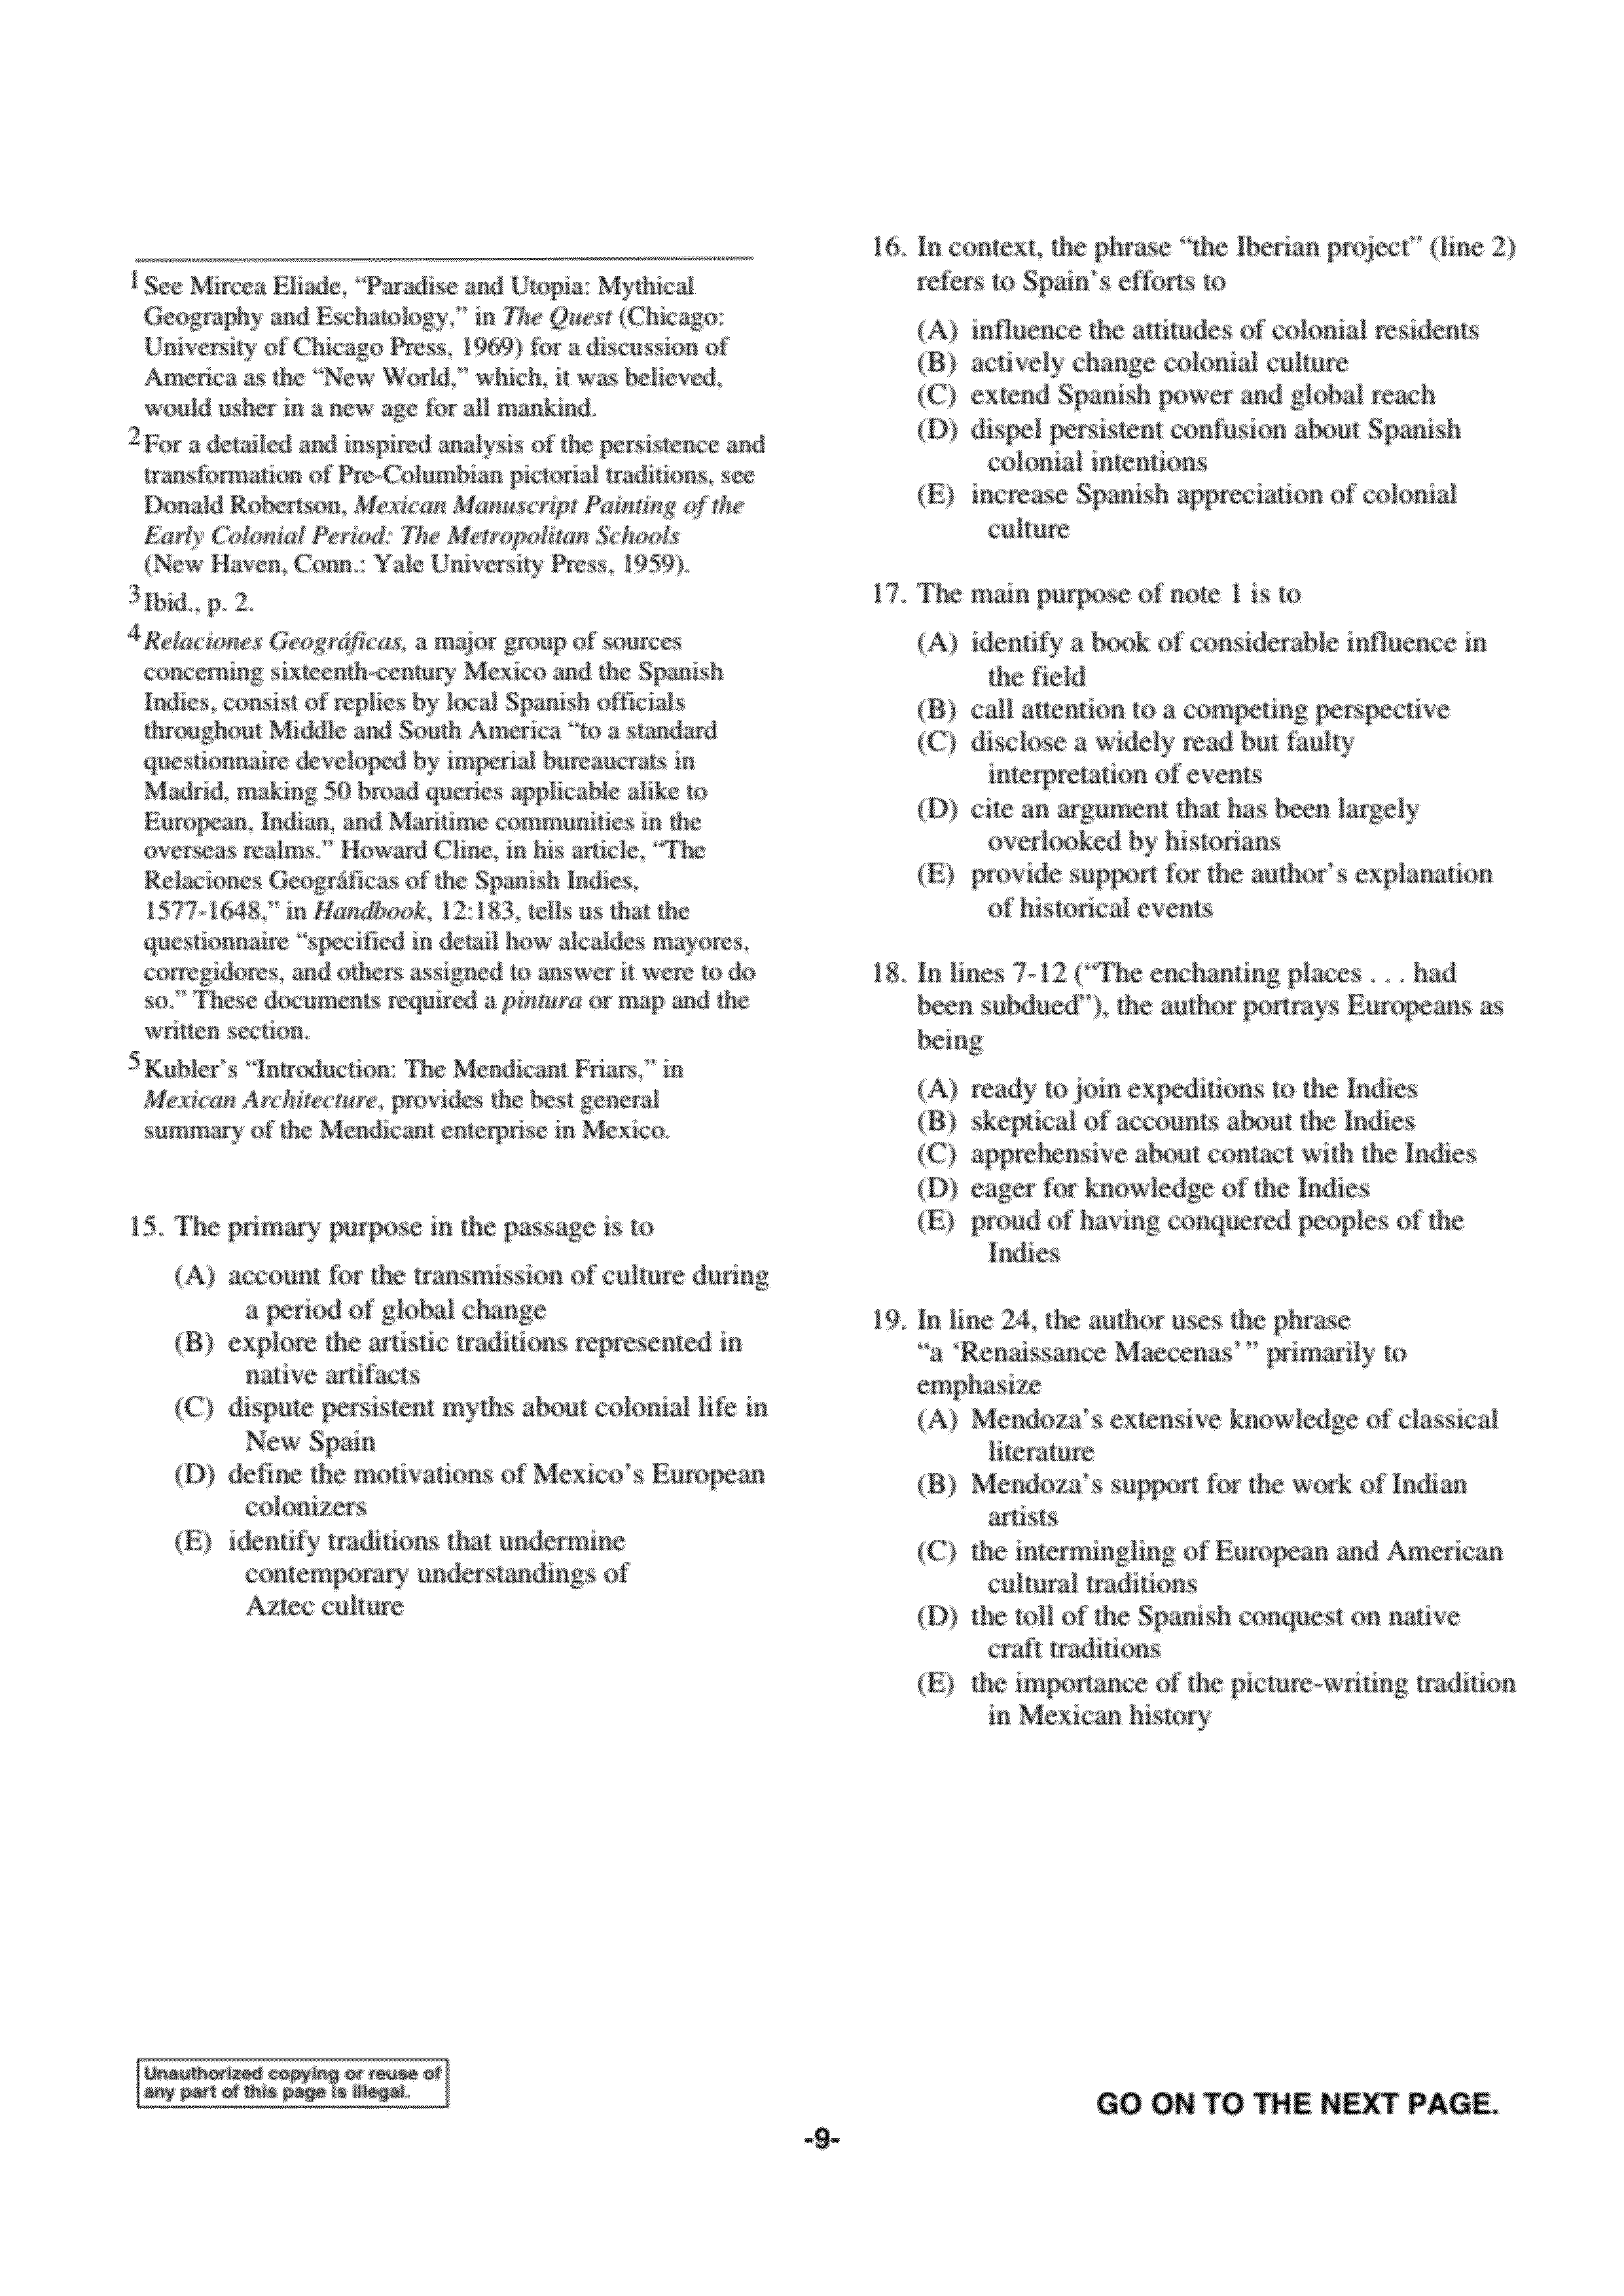 1 See Mircea Eliade, “Paradise and Utopia: Mythical
Geography and Eschatology,” in The Quest (Chicago:
University of Chicago Press, 1969) for a discussion of
America as the “New World,” which, it was believed,
would usher in a new age for all mankind.
2 For a detailed and inspired analysis of the persistence and
transformation of Pre-Columbian pictorial traditions, see
Donald Robertson, Mexican Manuscript Painting of the
Early Colonial Period: The Metropolitan Schools
(New Haven, Conn.: Yale University Press, 1959).
3 Ibid., p. 2.
4 Relaciones Geográficas, a major group of sources
concerning sixteenth-century Mexico and the Spanish
Indies, consist of replies by local Spanish officials
throughout Middle and South America “to a standard
questionnaire developed by imperial bureaucrats in
Madrid, making 50 broad queries applicable alike to
European, Indian, and Maritime communities in the
overseas realms.” Howard Cline, in his article, “The
Relaciones Geográficas of the Spanish Indies,
1577-1648,” in Handbook, 12:183, tells us that the
questionnaire “specified in detail how alcaldes mayores,
corregidores, and others assigned to answer it were to do
so.” These documents required a pintura or map and the
written section.
5 Kubler’s “Introduction: The Mendicant Friars,” in
Mexican Architecture, provides the best general
summary of the Mendicant enterprise in Mexico.
15. The primary purpose in the passage is to
(A) account for the transmission of culture during
a period of global change
(B) explore the artistic traditions represented in
native artifacts
(C) dispute persistent myths about colonial life in
New Spain
(D) define the motivations of Mexico’s European
colonizers
(E) identify traditions that undermine
contemporary understandings of
Aztec culture
16. In context, the phrase “the Iberian project” (line 2)
refers to Spain’s efforts to
(A) influence the attitudes of colonial residents
(B) actively change colonial culture
(C) extend Spanish power and global reach
(D) dispel persistent confusion about Spanish
colonial intentions
(E) increase Spanish appreciation of colonial
culture
17. The main purpose of note 1 is to
(A) identify a book of considerable influence in
the field
(B) call attention to a competing perspective
(C) disclose a widely read but faulty
interpretation of events
(D) cite an argument that has been largely
overlooked by historians
(E) provide support for the author’s explanation
of historical events
18. In lines 7-12 (“The enchanting places . . . had
been subdued”), the author portrays Europeans as
being
(A) ready to join expeditions to the Indies
(B) skeptical of accounts about the Indies
(C) apprehensive about contact with the Indies
(D) eager for knowledge of the Indies
(E) proud of having conquered peoples of the
Indies
19. In line 24, the author uses the phrase
“a ‘Renaissance Maecenas’” primarily to
emphasize
(A) Mendoza’s extensive knowledge of classical
literature
(B) Mendoza’s support for the work of Indian
artists
(C) the intermingling of European and American
cultural traditions
(D) the toll of the Spanish conquest on native
craft traditions
(E) the importance of the picture-writing tradition
in Mexican history
Unauthorized copying or reuse of
any part of this page is illegal.
GO ON TO THE NEXT PAGE.
-9-